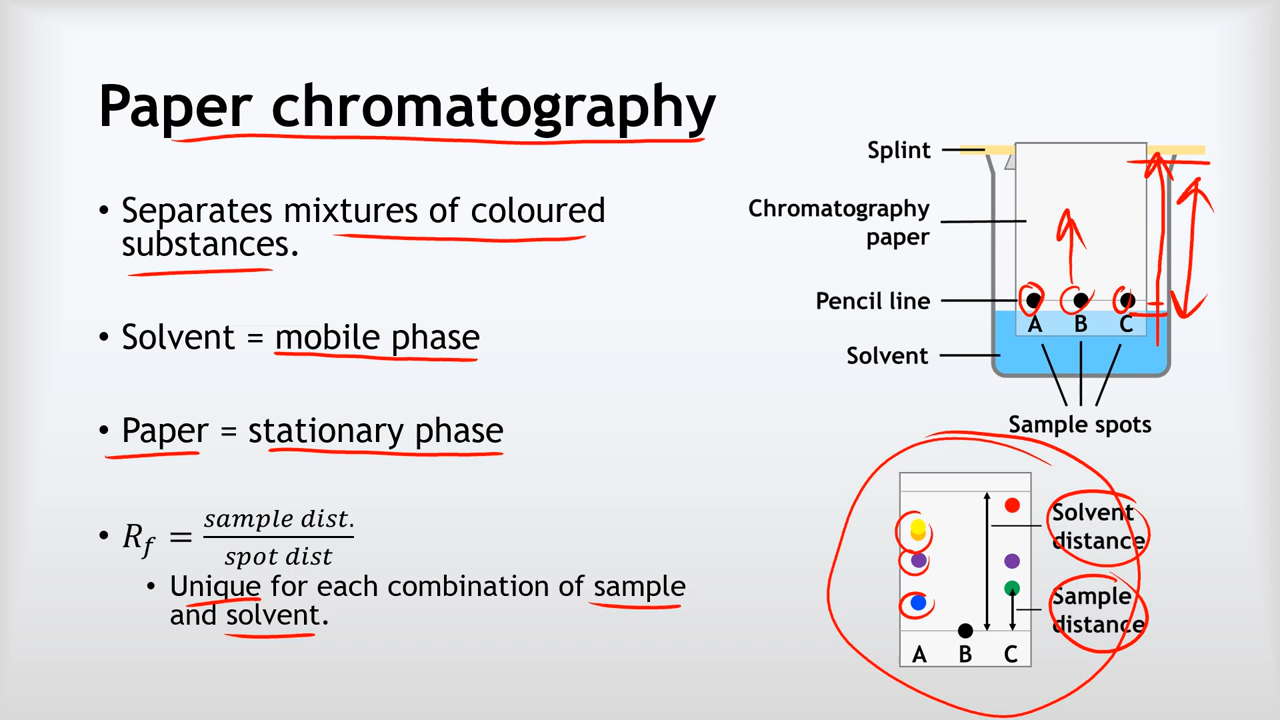 Paper chromatography
• Separates mixtures of coloured
substances.
• Solvent = mobile phase
• Paper = stationary phase
• R_f = sample dist. / spot dist
• Unique for each combination of sample
and solvent.
Splint
Chromatography
paper
Pencil line
A B C
Solvent
Sample spots
Solvent
distance
Sample
distance
A B C